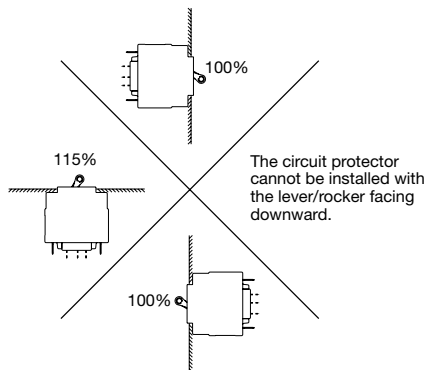 100%
115%
The circuit protector
cannot be installed with
the lever/rocker facing
downward.
100%